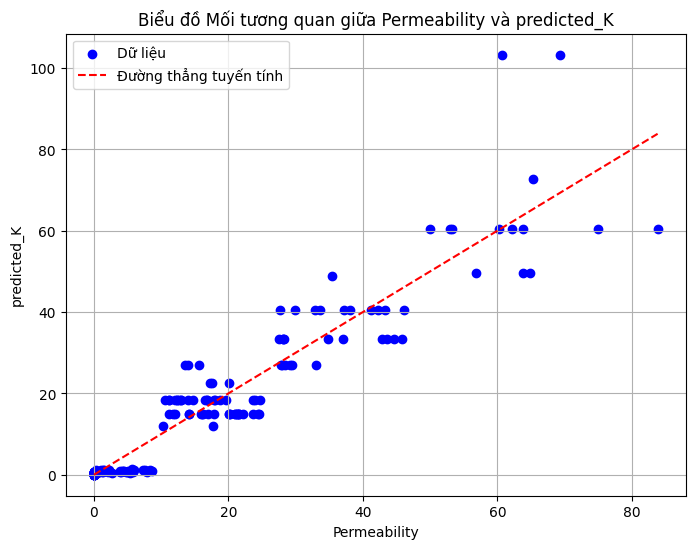 Biểu đồ Mối tương quan giữa Permeability và predicted_K
Dữ liệu
Đường thẳng tuyến tính
100
80
60
40
20
0
predicted_K
0 20 40 60 80
Permeability